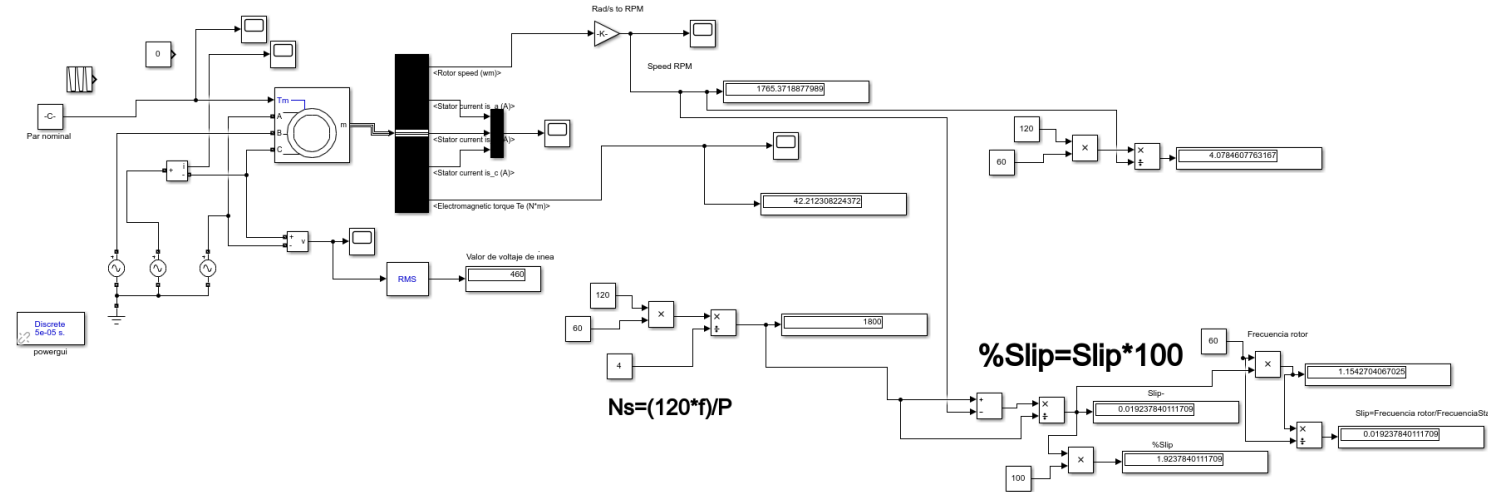 Rad/s to RPM
-K-
0
<Rotor speed (wm)>
Speed RPM
1765.3718877989
Tm
A
B
C
m
-C-
Par nominal
<Stator current is_a (A)>
<Stator current is
A)>
<Stator current is_c (A)>
<Electromagnetic torque Te (N*m)>
120
60
×
×
÷
4.0784607763167
42.212308224372
+
i
-
+
-
v
RMS
Valor de voltaje de linea
460
Discrete
5e-05 s.
powergui
120
60
×
×
÷
4
1800
Ns=(120*f)/P
%Slip=Slip*100
+
-
×
÷
Slip-
0.019237840111709
%Slip
100
×
1.9237840111709
Frecuencia rotor
60
×
1.1542704067025
Slip=Frecuencia rotor/FrecuenciaSta
×
÷
0.019237840111709